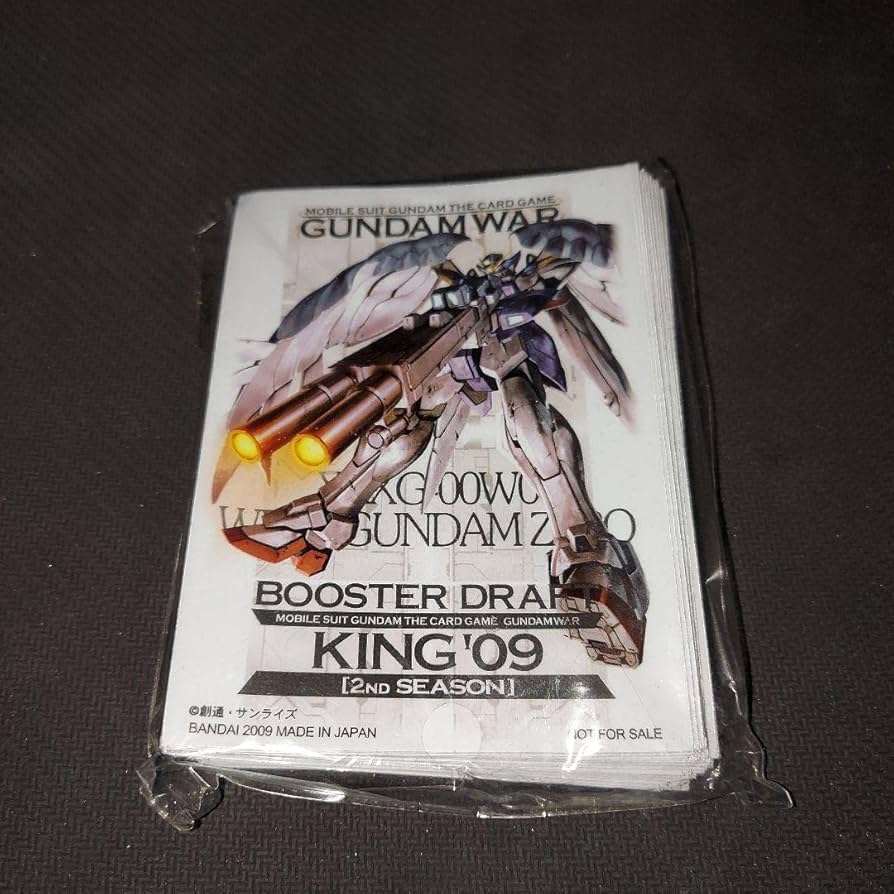 MOBILE SUIT GUNDAM THE CARD GAME
GUNDAM WAR
GUNDAM
BOOSTER DRAFT
MOBILE SUIT GUNDAM THE CARD GAME GUNDAM WAR
KING '09
[2ND SEASON]
©創通・サンライズ
BANDAI 2009 MADE IN JAPAN
NOT FOR SALE